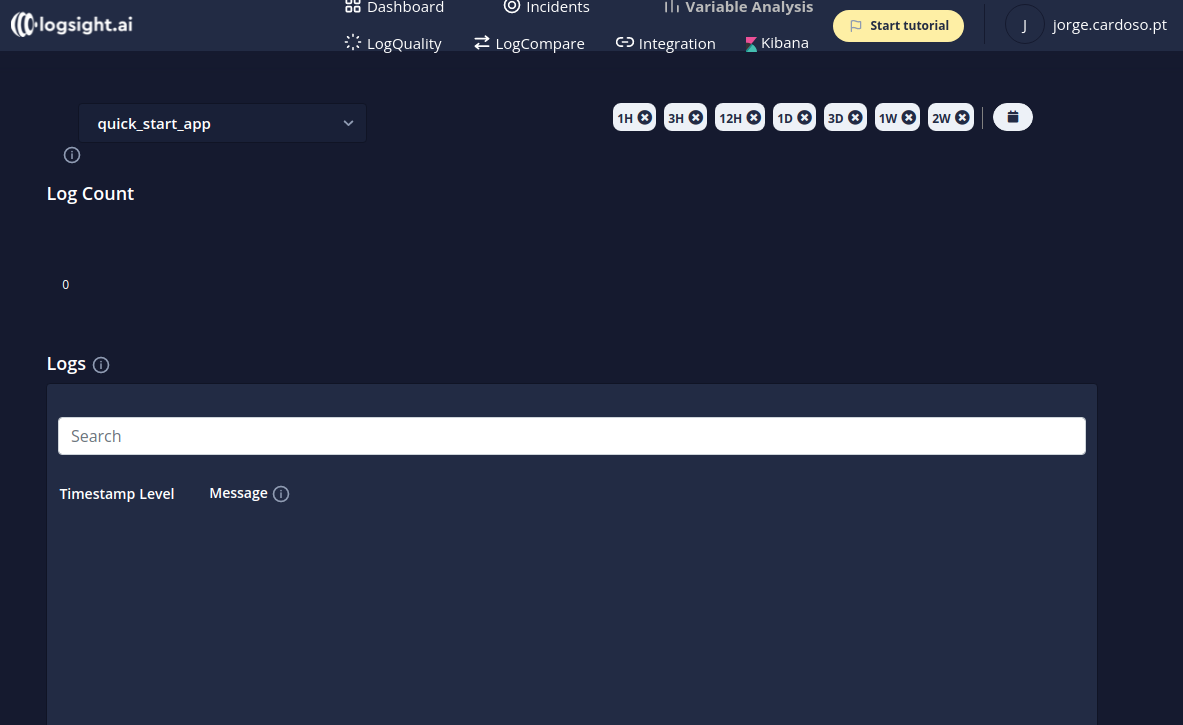 logsight.ai
Dashboard Incidents Variable Analysis
LogQuality LogCompare Integration Kibana
Start tutorial
J jorge.cardoso.pt
quick_start_app
1H 3H 12H 1D 3D 1W 2W
Log Count
0
Logs
Search
Timestamp Level Message